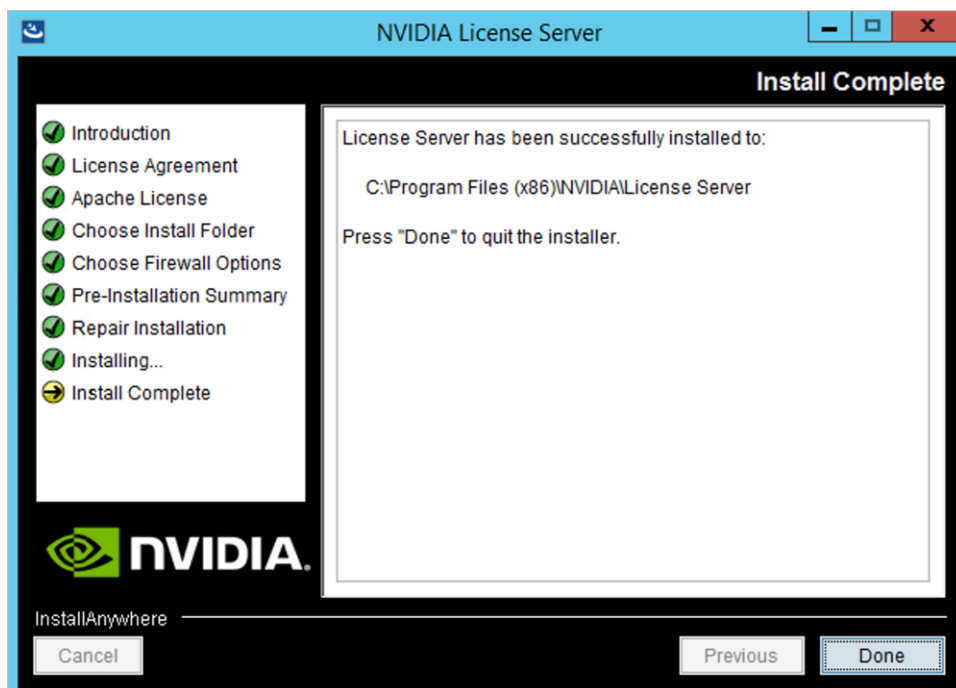 NVIDIA License Server
Install Complete
Introduction
License Agreement
Apache License
Choose Install Folder
Choose Firewall Options
Pre-Installation Summary
Repair Installation
Installing...
Install Complete
License Server has been successfully installed to:
C:\Program Files (x86)\NVIDIA\License Server
Press "Done" to quit the installer.
NVIDIA.
InstallAnywhere
Cancel
Previous
Done